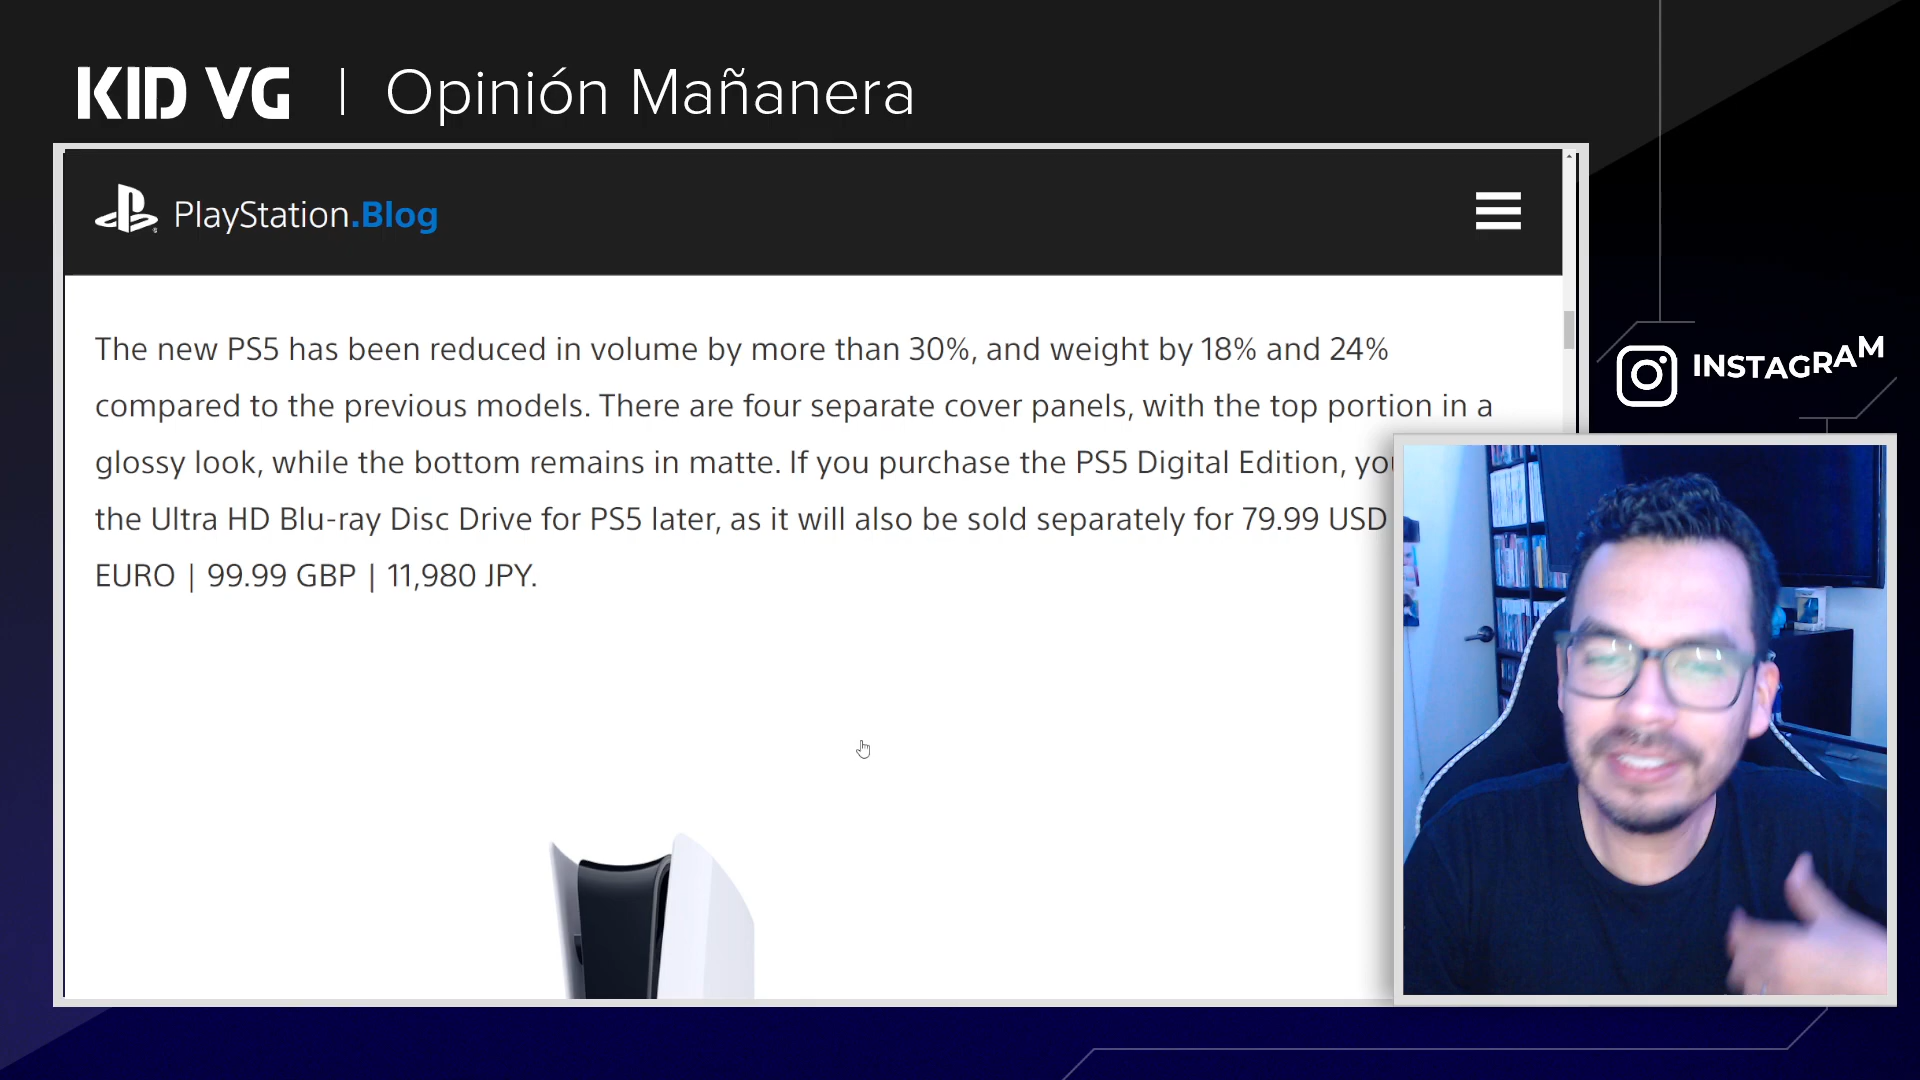 KID VG | Opinión Mañanera
PlayStation.Blog
The new PS5 has been reduced in volume by more than 30%, and weight by 18% and 24%
compared to the previous models. There are four separate cover panels, with the top portion in a
glossy look, while the bottom remains in matte. If you purchase the PS5 Digital Edition,
the Ultra HD Blu-ray Disc Drive for PS5 later, as it will also be sold separately for 79.99 USD
EURO | 99.99 GBP | 11,980 JPY.
INSTAGRAM